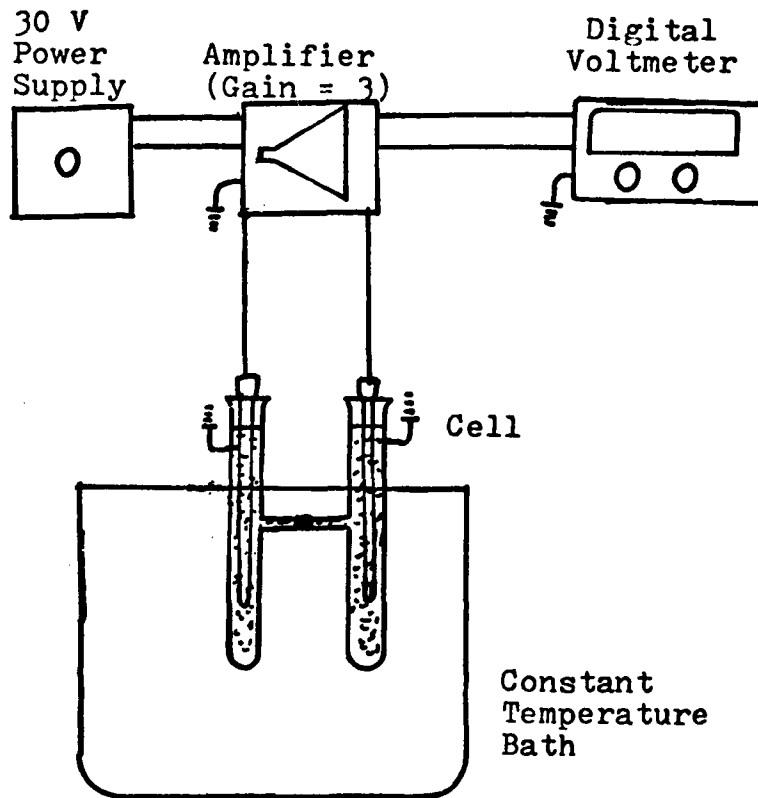 30 V
Power
Supply
Amplifier
(Gain = 3)
Digital
Voltmeter
Cell
Constant
Temperature
Bath